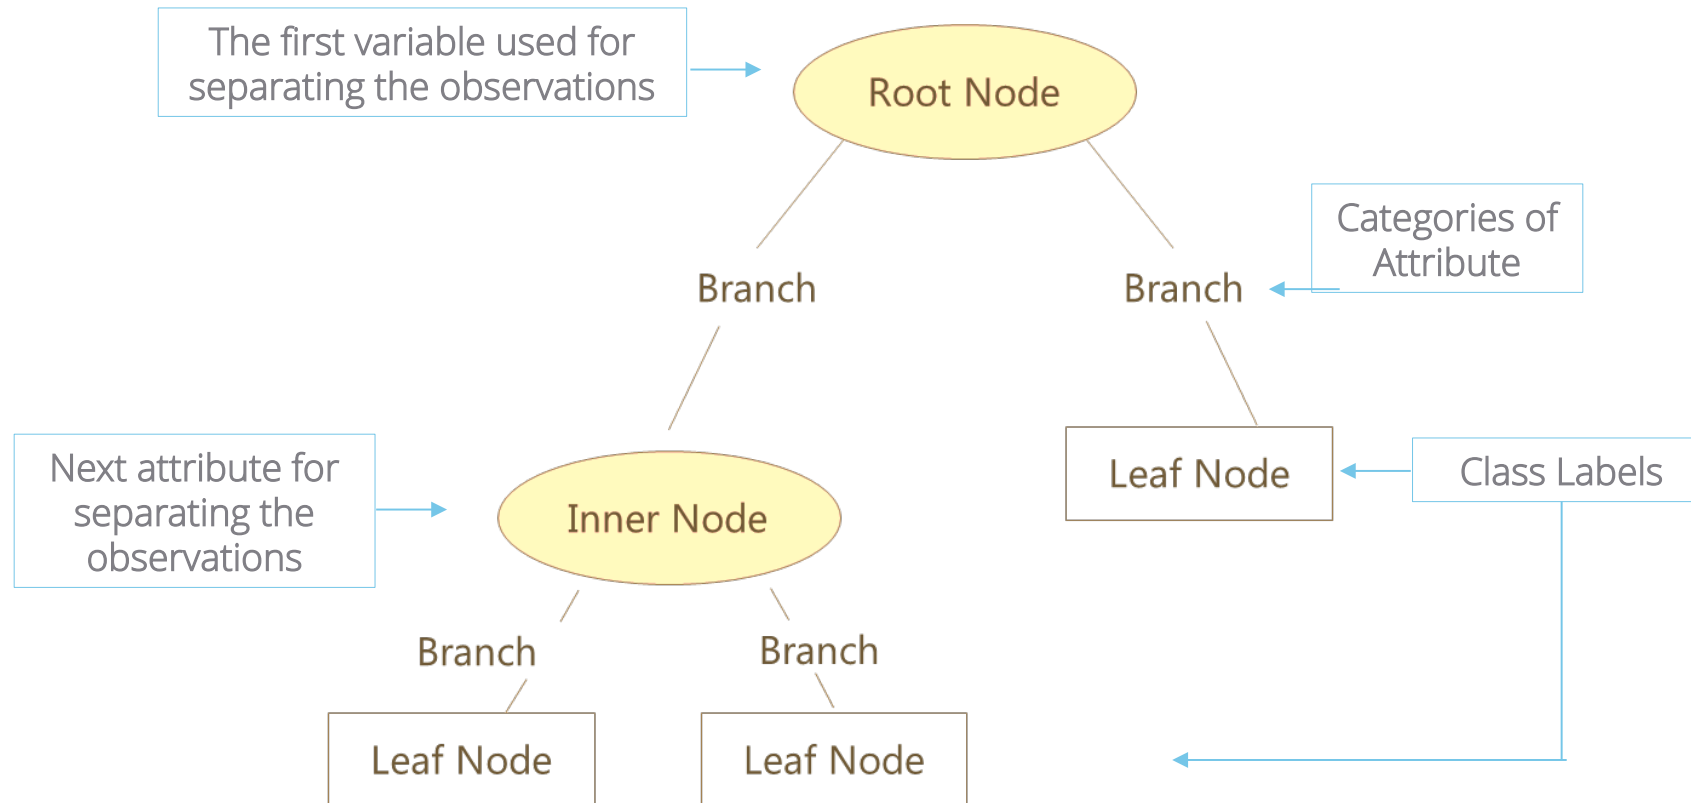 The first variable used for
separating the observations
Root Node
Categories of
Attribute
Branch
Branch
Next attribute for
separating the
observations
Inner Node
Leaf Node
Class Labels
Branch
Branch
Leaf Node
Leaf Node